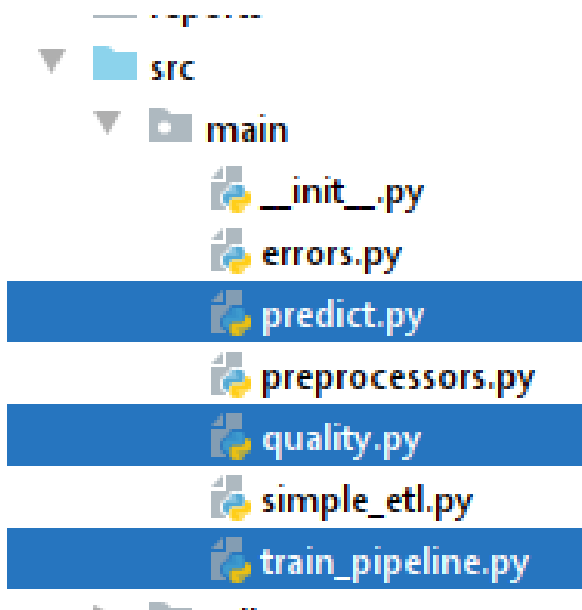 src
main
__init__.py
errors.py
predict.py
preprocessors.py
quality.py
simple_etl.py
train_pipeline.py